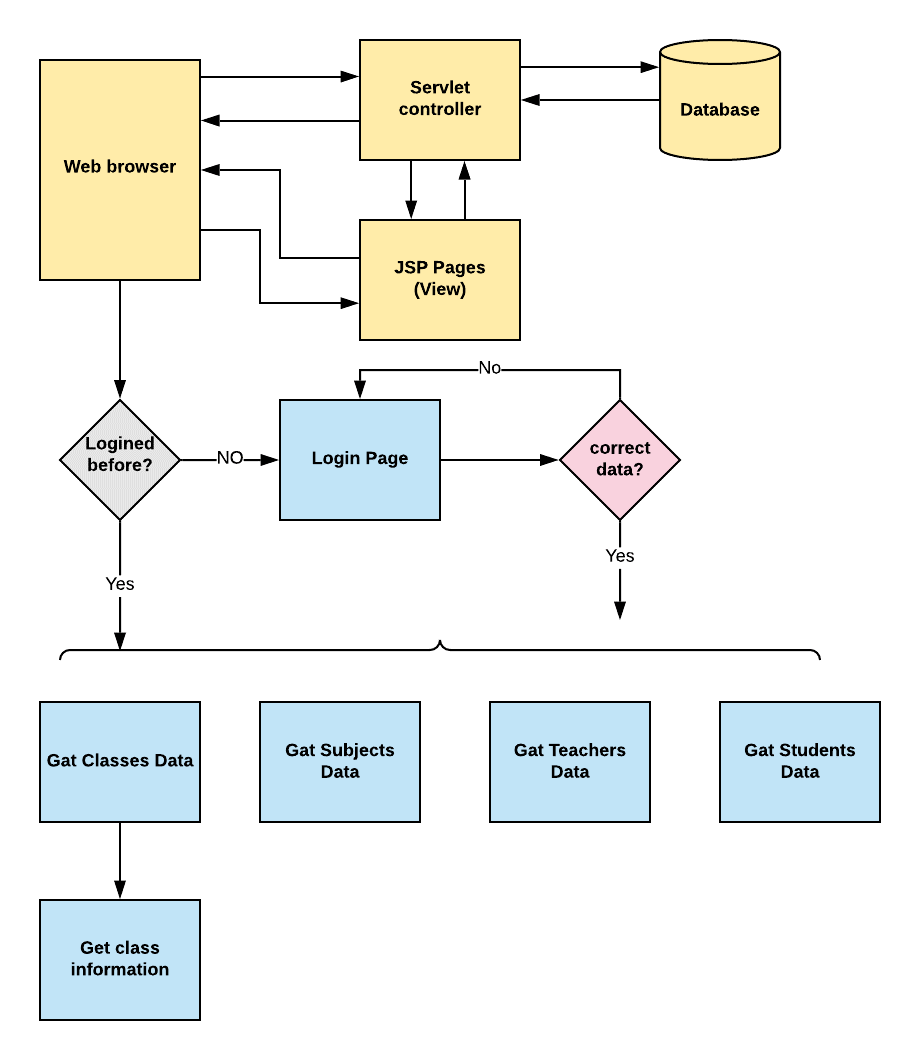 Servlet
controller
Database
Web browser
JSP Pages
(View)
No
Logined
before?
NO
Login Page
correct
data?
Yes
Yes
Gat Classes Data
Gat Subjects
Data
Gat Teachers
Data
Gat Students
Data
Get class
information